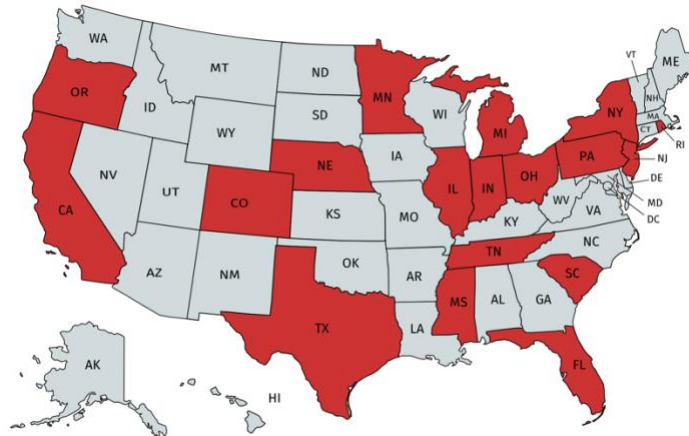 WA
MT
ND
MN
ME
VT
NH
OR
ID
SD
WI
MI
NY
MA
CT
RI
WY
IA
NE
PA
NJ
NV
UT
CO
IL
IN
OH
DE
MD
DC
CA
KS
MO
KY
WV
VA
NC
TN
AZ
NM
OK
AR
SC
MS
AL
GA
TX
LA
FL
AK
HI